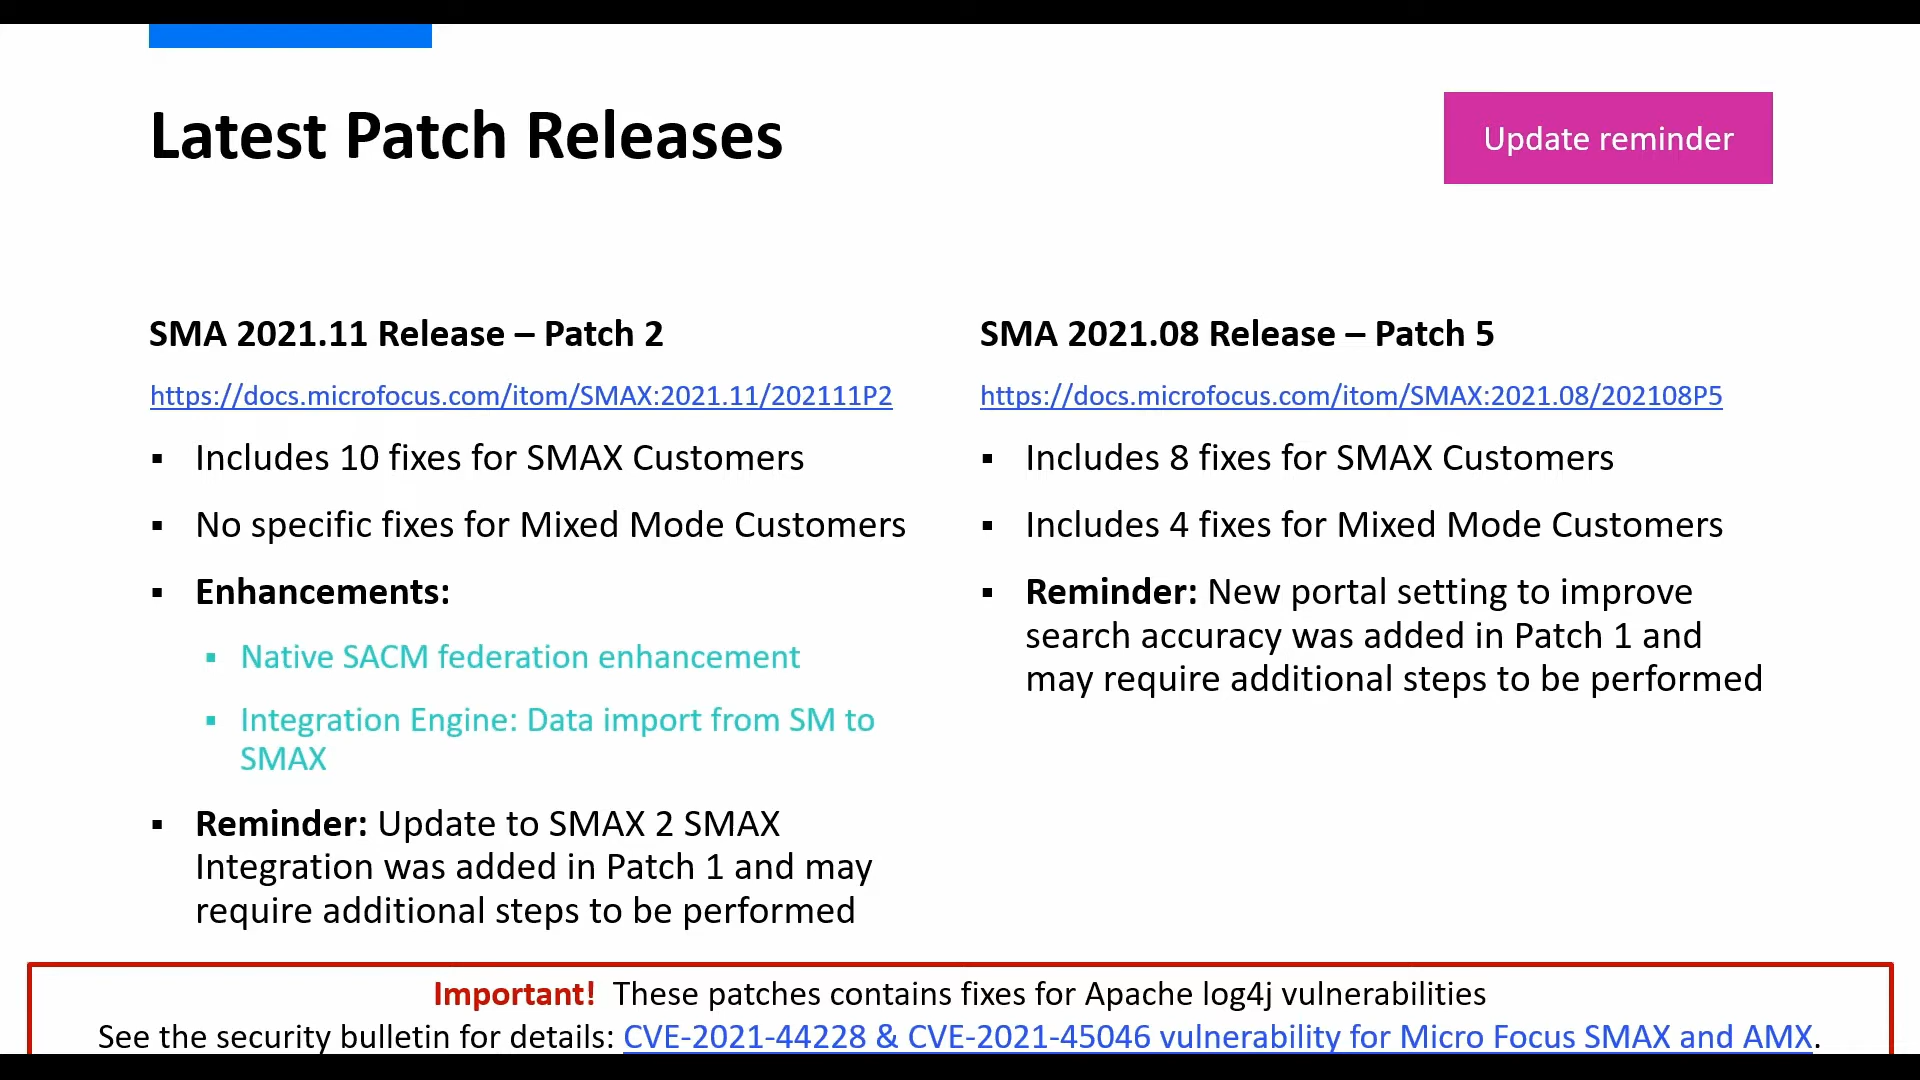 Latest Patch Releases
Update reminder
SMA 2021.11 Release – Patch 2
https://docs.microfocus.com/itom/SMAX:2021.11/202111P2
▪ Includes 10 fixes for SMAX Customers
▪ No specific fixes for Mixed Mode Customers
▪ Enhancements:
▪ Native SACM federation enhancement
▪ Integration Engine: Data import from SM to
SMAX
▪ Reminder: Update to SMAX 2 SMAX
Integration was added in Patch 1 and may
require additional steps to be performed
SMA 2021.08 Release – Patch 5
https://docs.microfocus.com/itom/SMAX:2021.08/202108P5
▪ Includes 8 fixes for SMAX Customers
▪ Includes 4 fixes for Mixed Mode Customers
▪ Reminder: New portal setting to improve
search accuracy was added in Patch 1 and
may require additional steps to be performed
Important! These patches contains fixes for Apache log4j vulnerabilities
See the security bulletin for details: CVE-2021-44228 & CVE-2021-45046 vulnerability for Micro Focus SMAX and AMX.